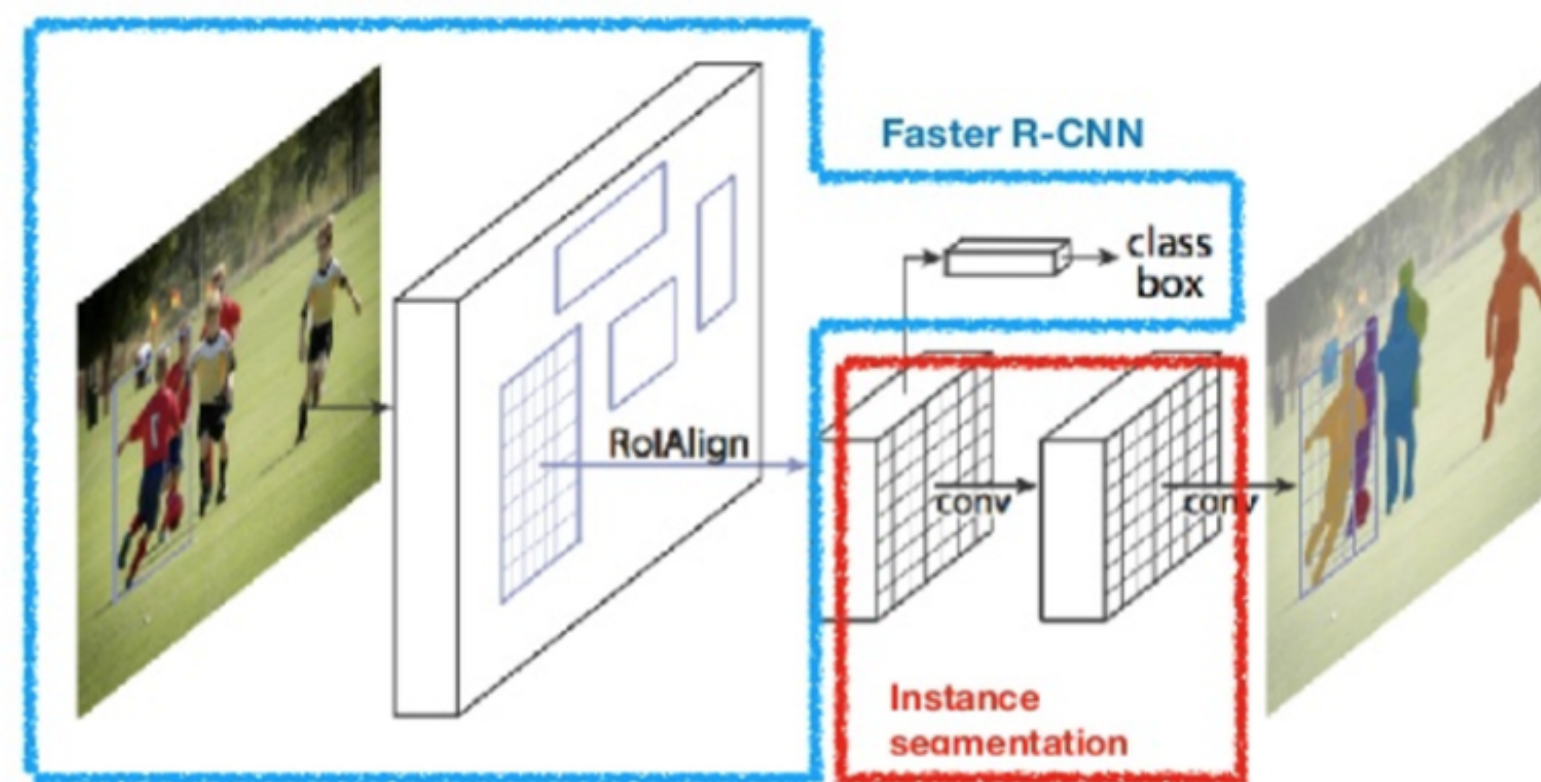 Faster R-CNN
class
box
RoIAlign
conv
conv
Instance
segmentation